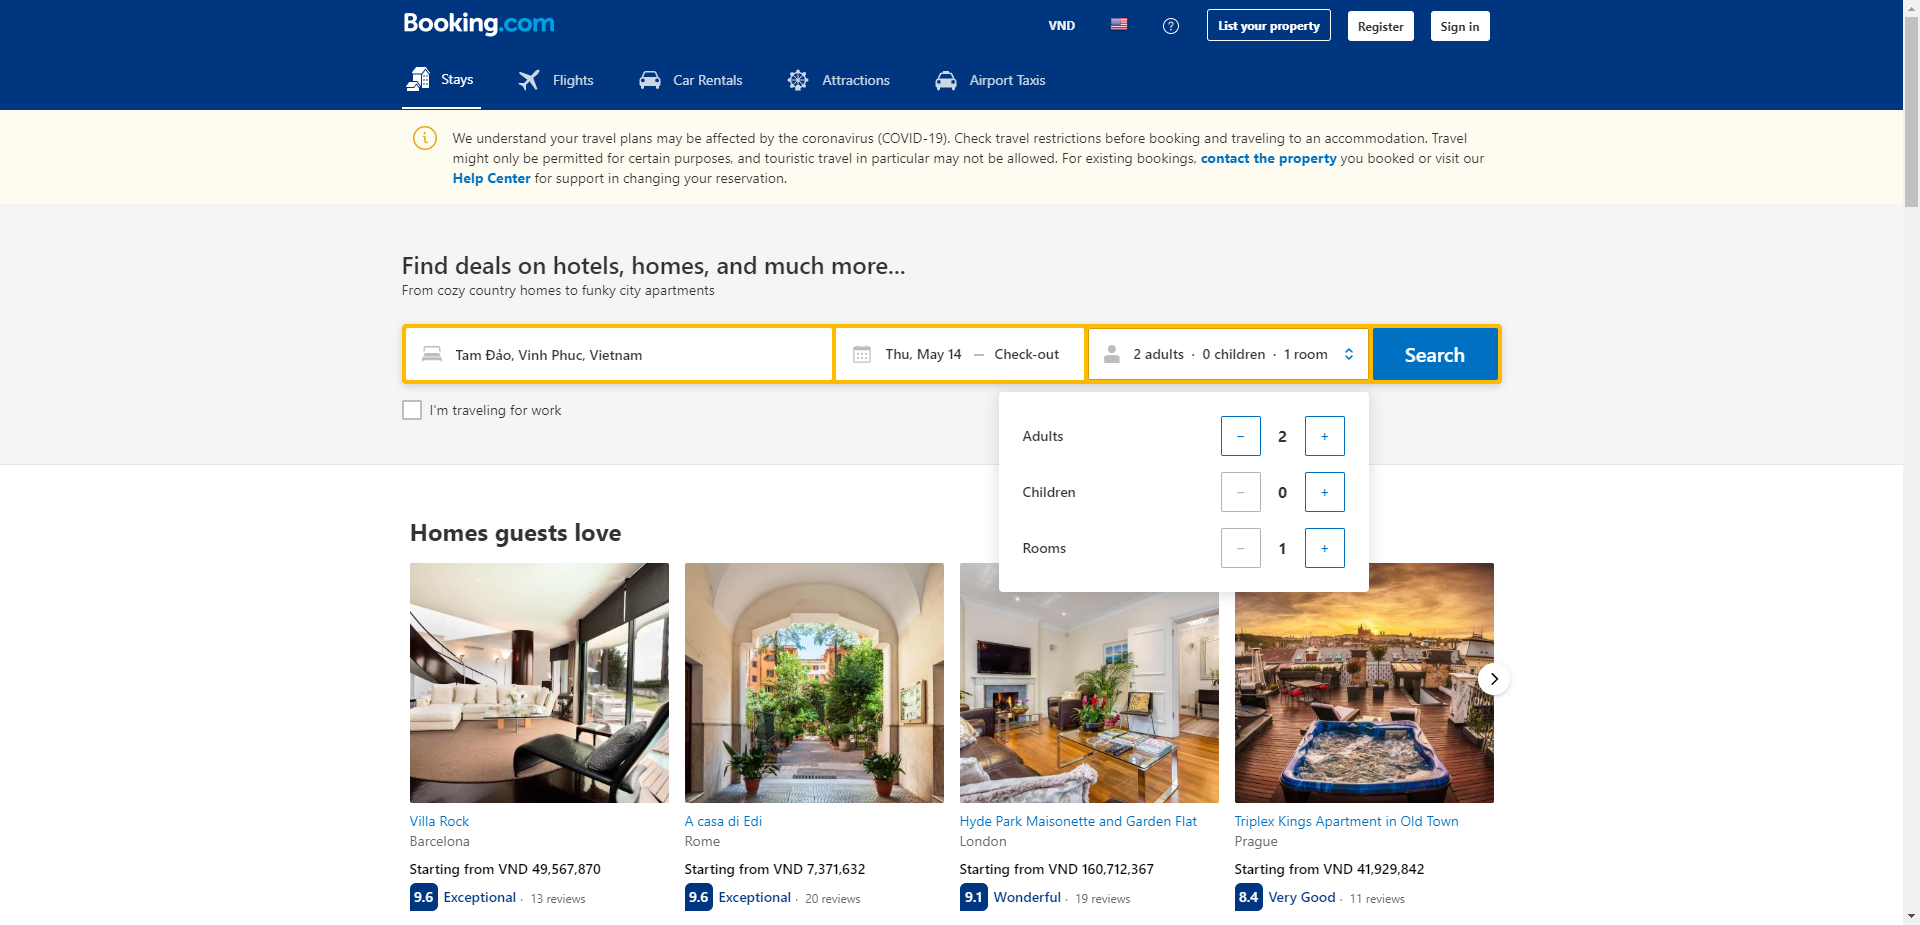 Booking.com
VND
List your property
Register
Sign in
Stays
Flights
Car Rentals
Attractions
Airport Taxis
We understand your travel plans may be affected by the coronavirus (COVID-19). Check travel restrictions before booking and traveling to an accommodation. Travel
might only be permitted for certain purposes, and touristic travel in particular may not be allowed. For existing bookings, contact the property you booked or visit our
Help Center for support in changing your reservation.
Find deals on hotels, homes, and much more...
From cozy country homes to funky city apartments
Tam Đảo, Vinh Phuc, Vietnam
Thu, May 14 — Check-out
2 adults · 0 children · 1 room
Search
I'm traveling for work
Adults − 2 +
Children − 0 +
Rooms − 1 +
Homes guests love
Villa Rock
Barcelona
Starting from VND 49,567,870
9.6 Exceptional · 13 reviews
A casa di Edi
Rome
Starting from VND 7,371,632
9.6 Exceptional · 20 reviews
Hyde Park Maisonette and Garden Flat
London
Starting from VND 160,712,367
9.1 Wonderful · 19 reviews
Triplex Kings Apartment in Old Town
Prague
Starting from VND 41,929,842
8.4 Very Good · 11 reviews